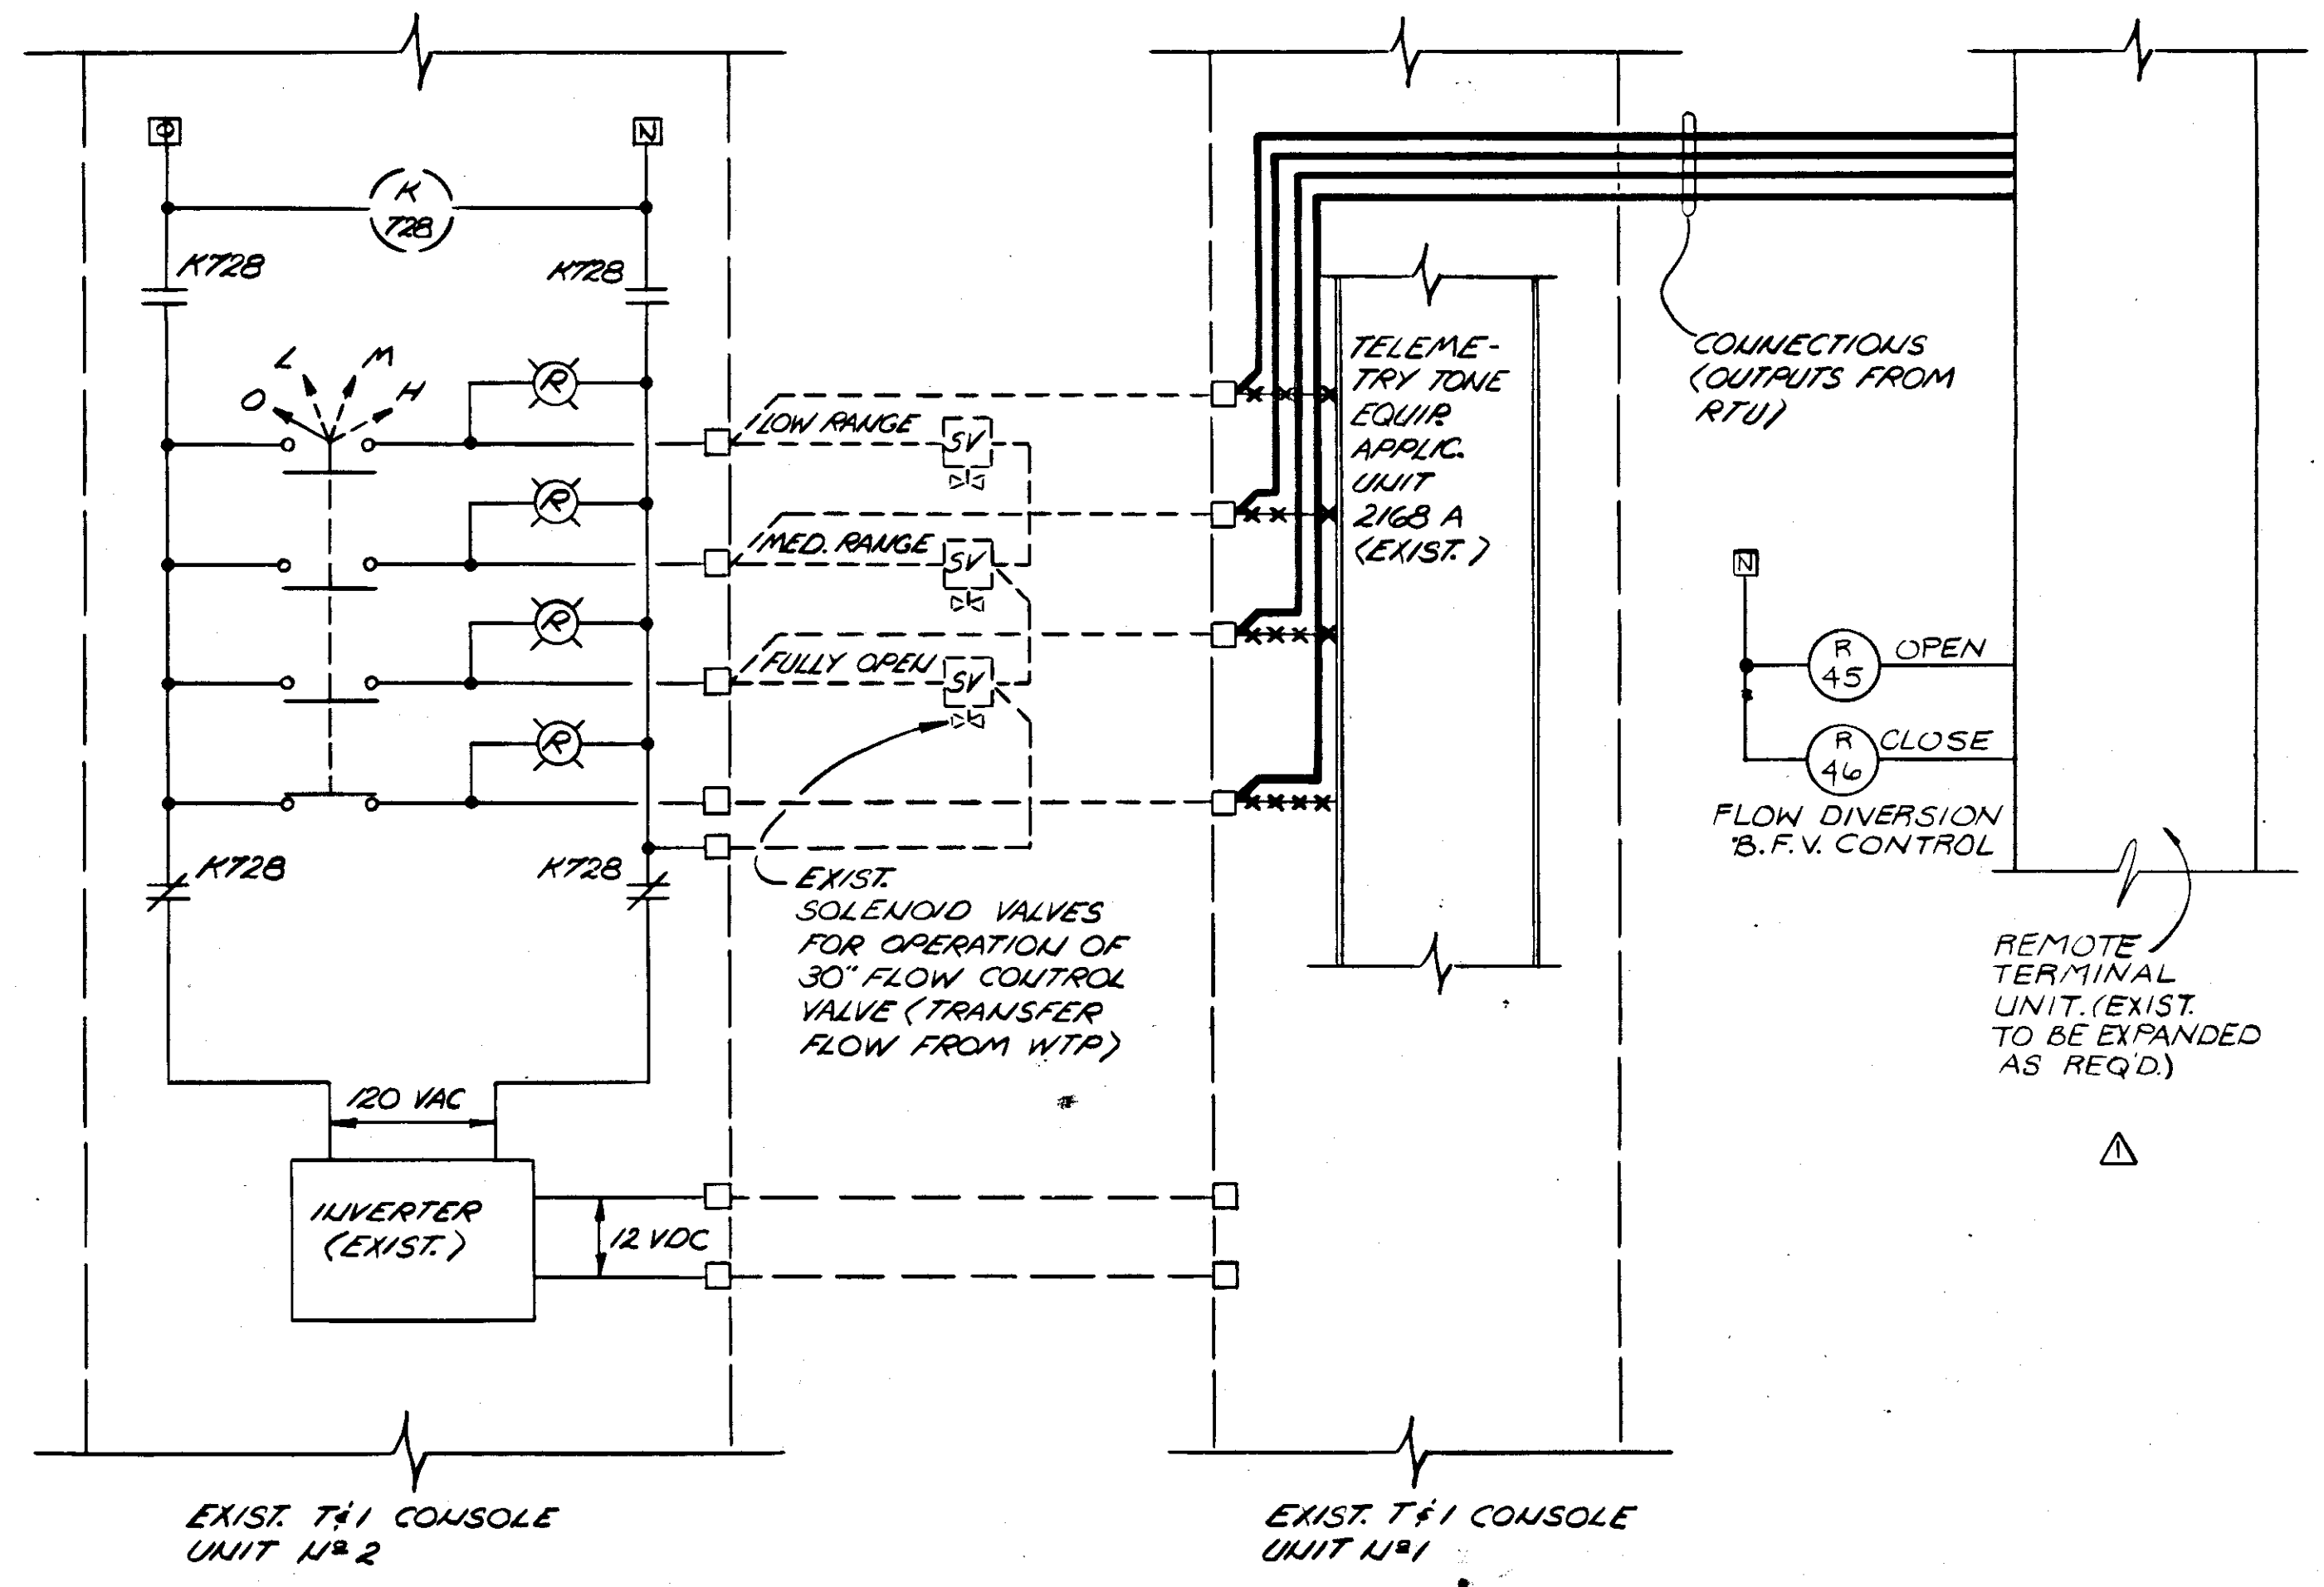 Φ
N
K
728
K728
K728
L
M
O
H
R
R
R
R
LOW RANGE
SV
MED. RANGE
SV
FULLY OPEN
SV
K728
K728
EXIST.
SOLENOID VALVES
FOR OPERATION OF
30" FLOW CONTROL
VALVE (TRANSFER
FLOW FROM WTP)
120 VAC
INVERTER
(EXIST.)
12 VDC
EXIST. T&I CONSOLE
UNIT Nº 2
TELEME-
TRY TONE
EQUIP.
APPLIC.
UNIT
2168 A
(EXIST.)
EXIST. T&I CONSOLE
UNIT Nº 1
CONNECTIONS
(OUTPUTS FROM
RTU)
N
R
45
OPEN
R
46
CLOSE
FLOW DIVERSION
B.F.V. CONTROL
REMOTE
TERMINAL
UNIT. (EXIST.
TO BE EXPANDED
AS REQ'D.)
1